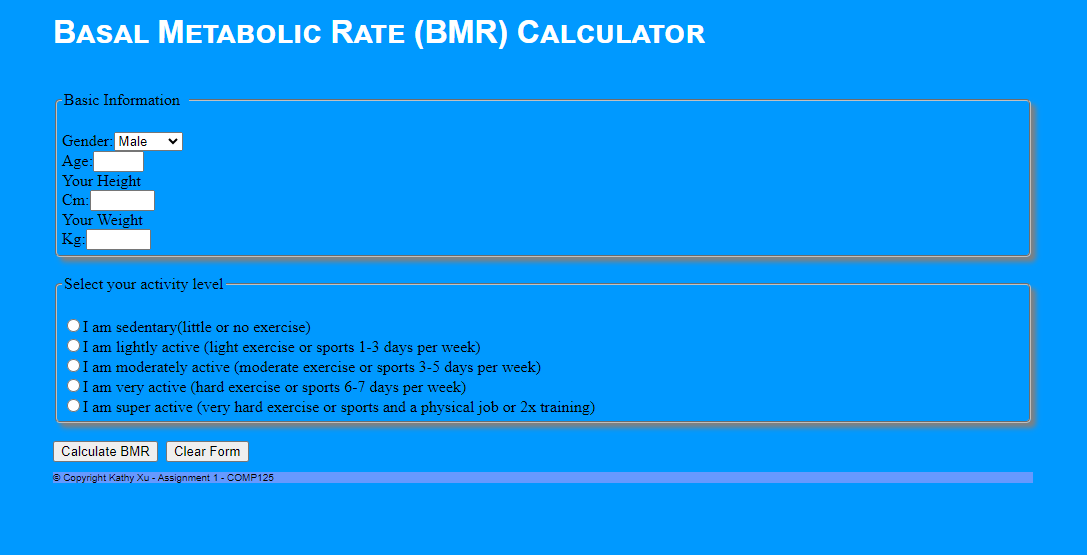 Basal Metabolic Rate (BMR) Calculator
Basic Information
Gender: Male
Age:
Your Height
Cm:
Your Weight
Kg:
Select your activity level
I am sedentary(little or no exercise)
I am lightly active (light exercise or sports 1-3 days per week)
I am moderately active (moderate exercise or sports 3-5 days per week)
I am very active (hard exercise or sports 6-7 days per week)
I am super active (very hard exercise or sports and a physical job or 2x training)
Calculate BMR Clear Form
© Copyright Kathy Xu - Assignment 1 - COMP125